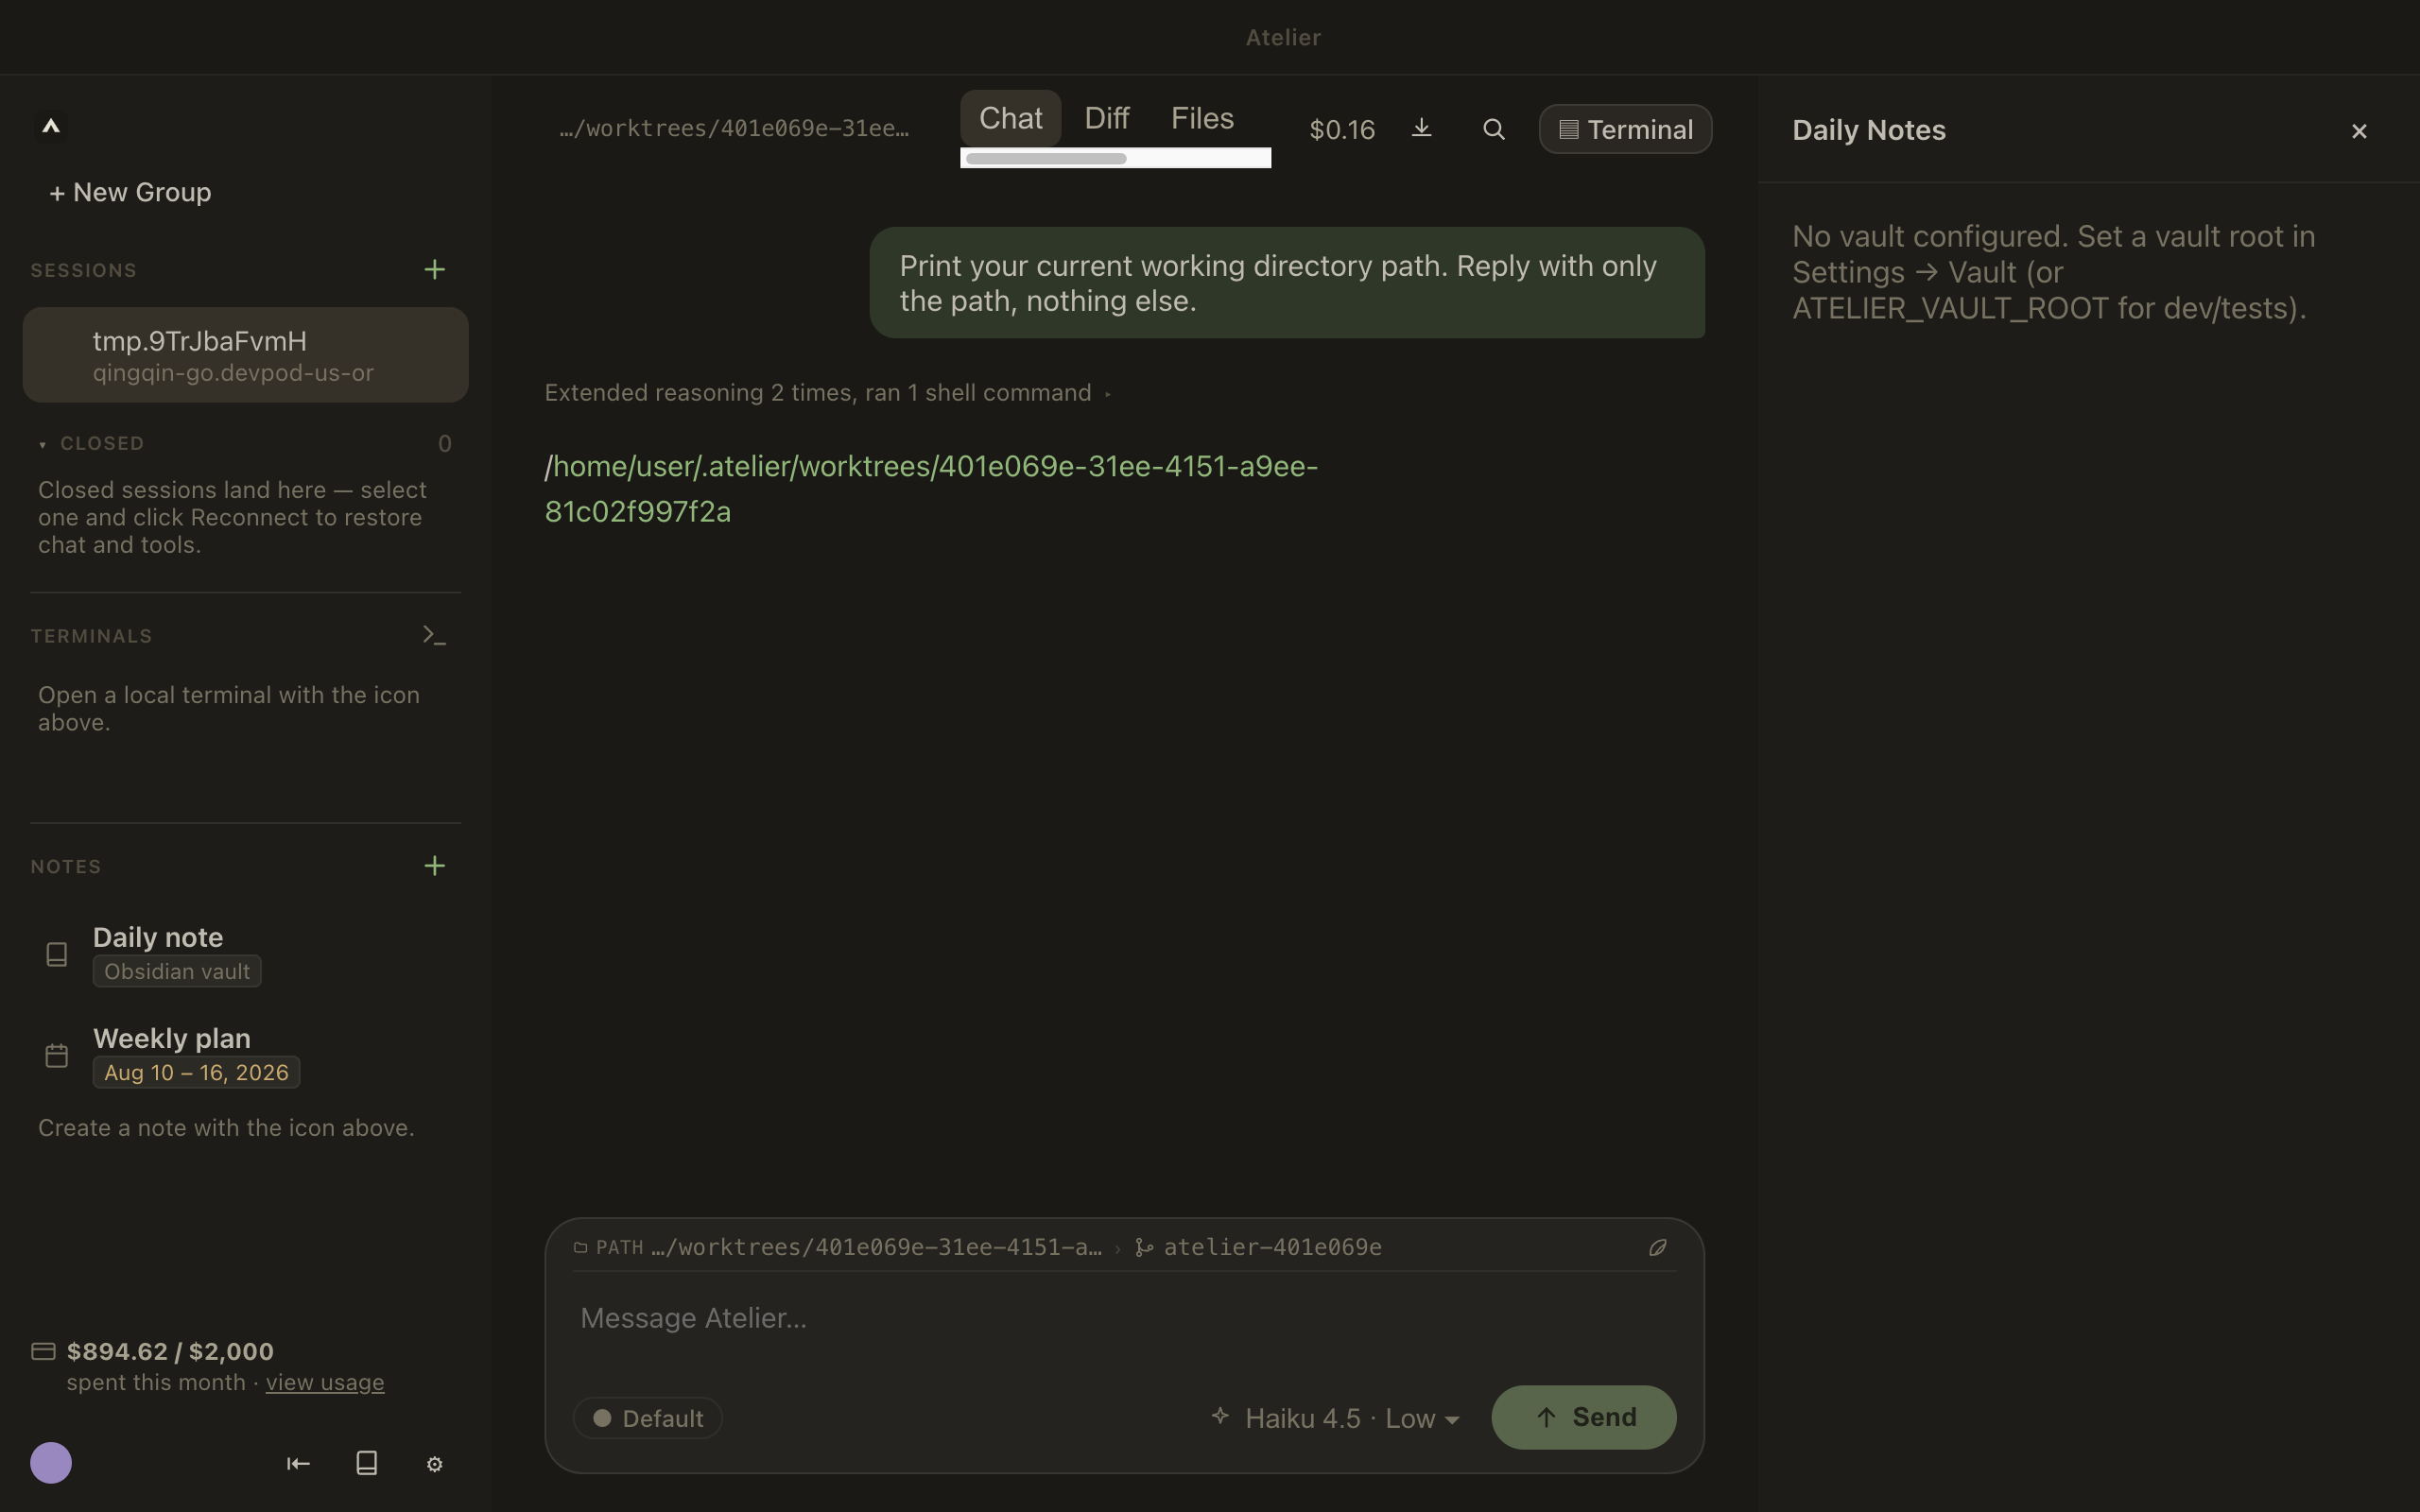 Atelier
+ New Group
SESSIONS
tmp.9TrJbaFvmH
qingqin-go.devpod-us-or
CLOSED 0
Closed sessions land here — select
one and click Reconnect to restore
chat and tools.
TERMINALS
Open a local terminal with the icon
above.
NOTES
Daily note
Obsidian vault
Weekly plan
Aug 10 – 16, 2026
Create a note with the icon above.
$894.62 / $2,000
spent this month · view usage
…/worktrees/401e069e-31ee…
Chat Diff Files
$0.16
Terminal
Print your current working directory path. Reply with only
the path, nothing else.
Extended reasoning 2 times, ran 1 shell command
/home/user/.atelier/worktrees/401e069e-31ee-4151-a9ee-
81c02f997f2a
PATH …/worktrees/401e069e-31ee-4151-a… › atelier-401e069e
Message Atelier…
Default
Haiku 4.5 · Low
Send
Daily Notes
No vault configured. Set a vault root in
Settings → Vault (or
ATELIER_VAULT_ROOT for dev/tests).